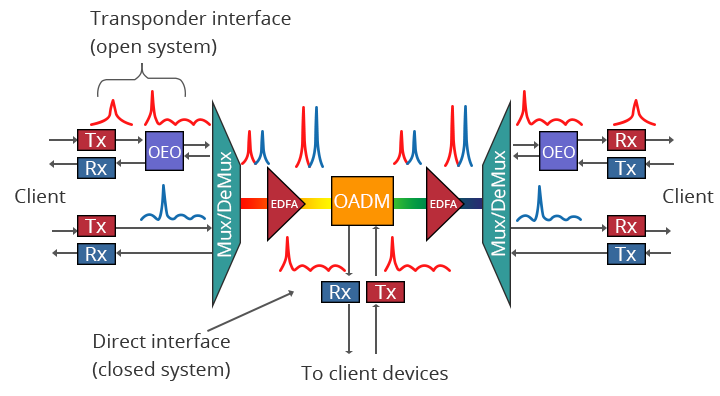 Transponder interface
(open system)
Tx
OEO
Rx
Client
Tx
Rx
Mux/DeMux
EDFA
OADM
EDFA
Mux/DeMux
OEO
Rx
Tx
Client
Rx
Tx
Rx
Tx
Direct interface
(closed system)
To client devices